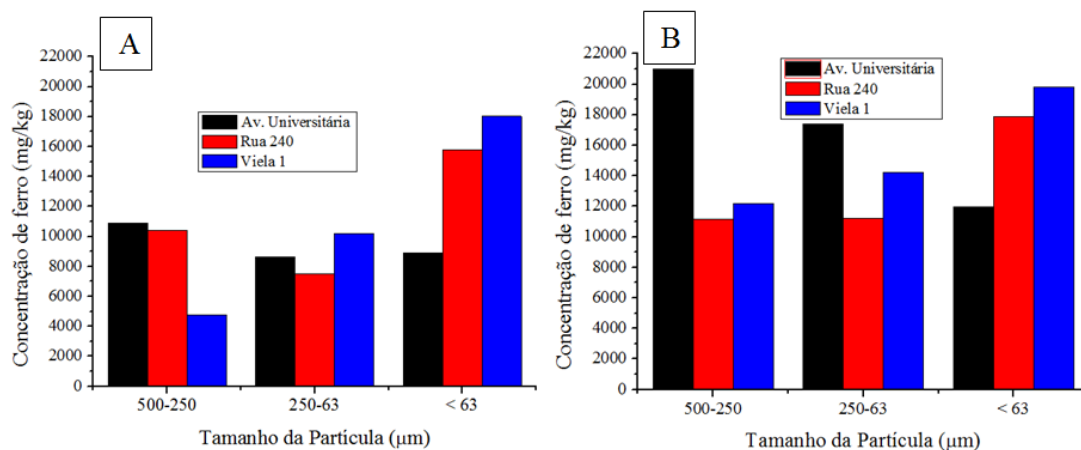 A
Concentração de ferro (mg/kg)
22000
20000
18000
16000
14000
12000
10000
8000
6000
4000
2000
0
Av. Universitária
Rua 240
Viela 1
500-250
250-63
< 63
Tamanho da Partícula (µm)
B
Concentração de ferro (mg/kg)
22000
20000
18000
16000
14000
12000
10000
8000
6000
4000
2000
0
Av. Universitária
Rua 240
Viela 1
500-250
250-63
< 63
Tamanho da Partícula (µm)